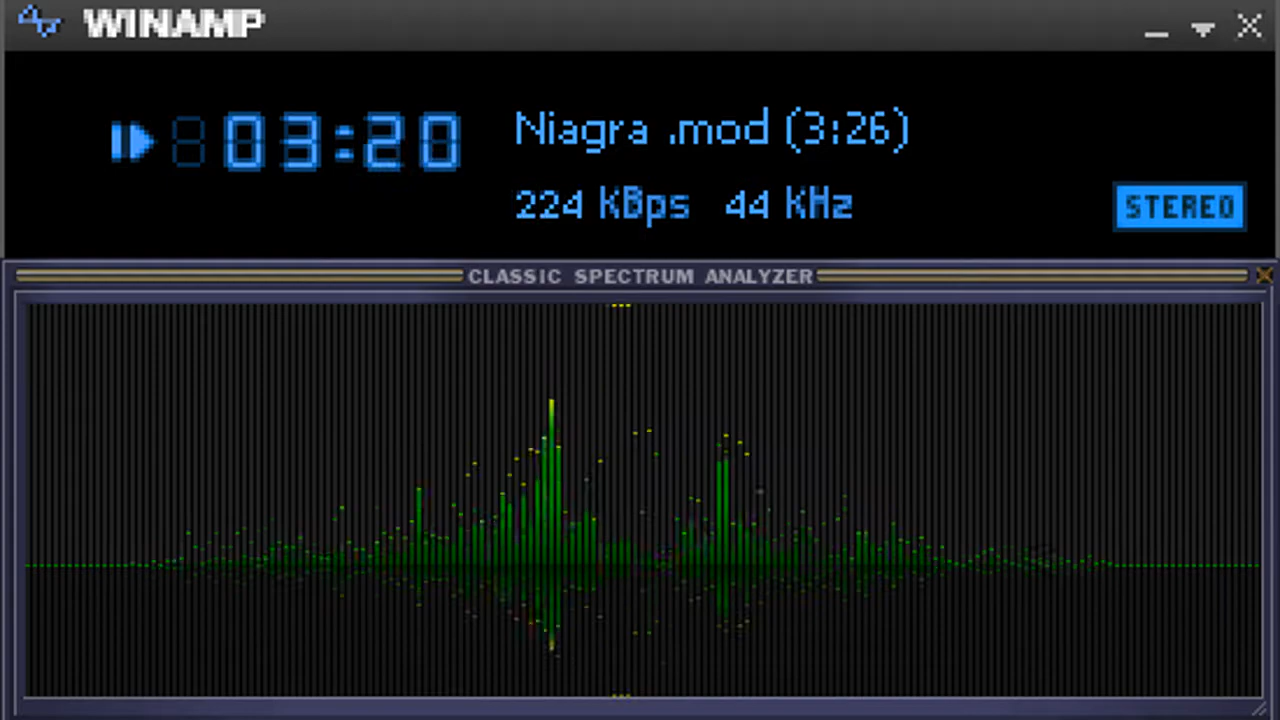 WINAMP
03:20
Niagra .mod (3:26)
224 KBps 44 KHz
STEREO
CLASSIC SPECTRUM ANALYZER